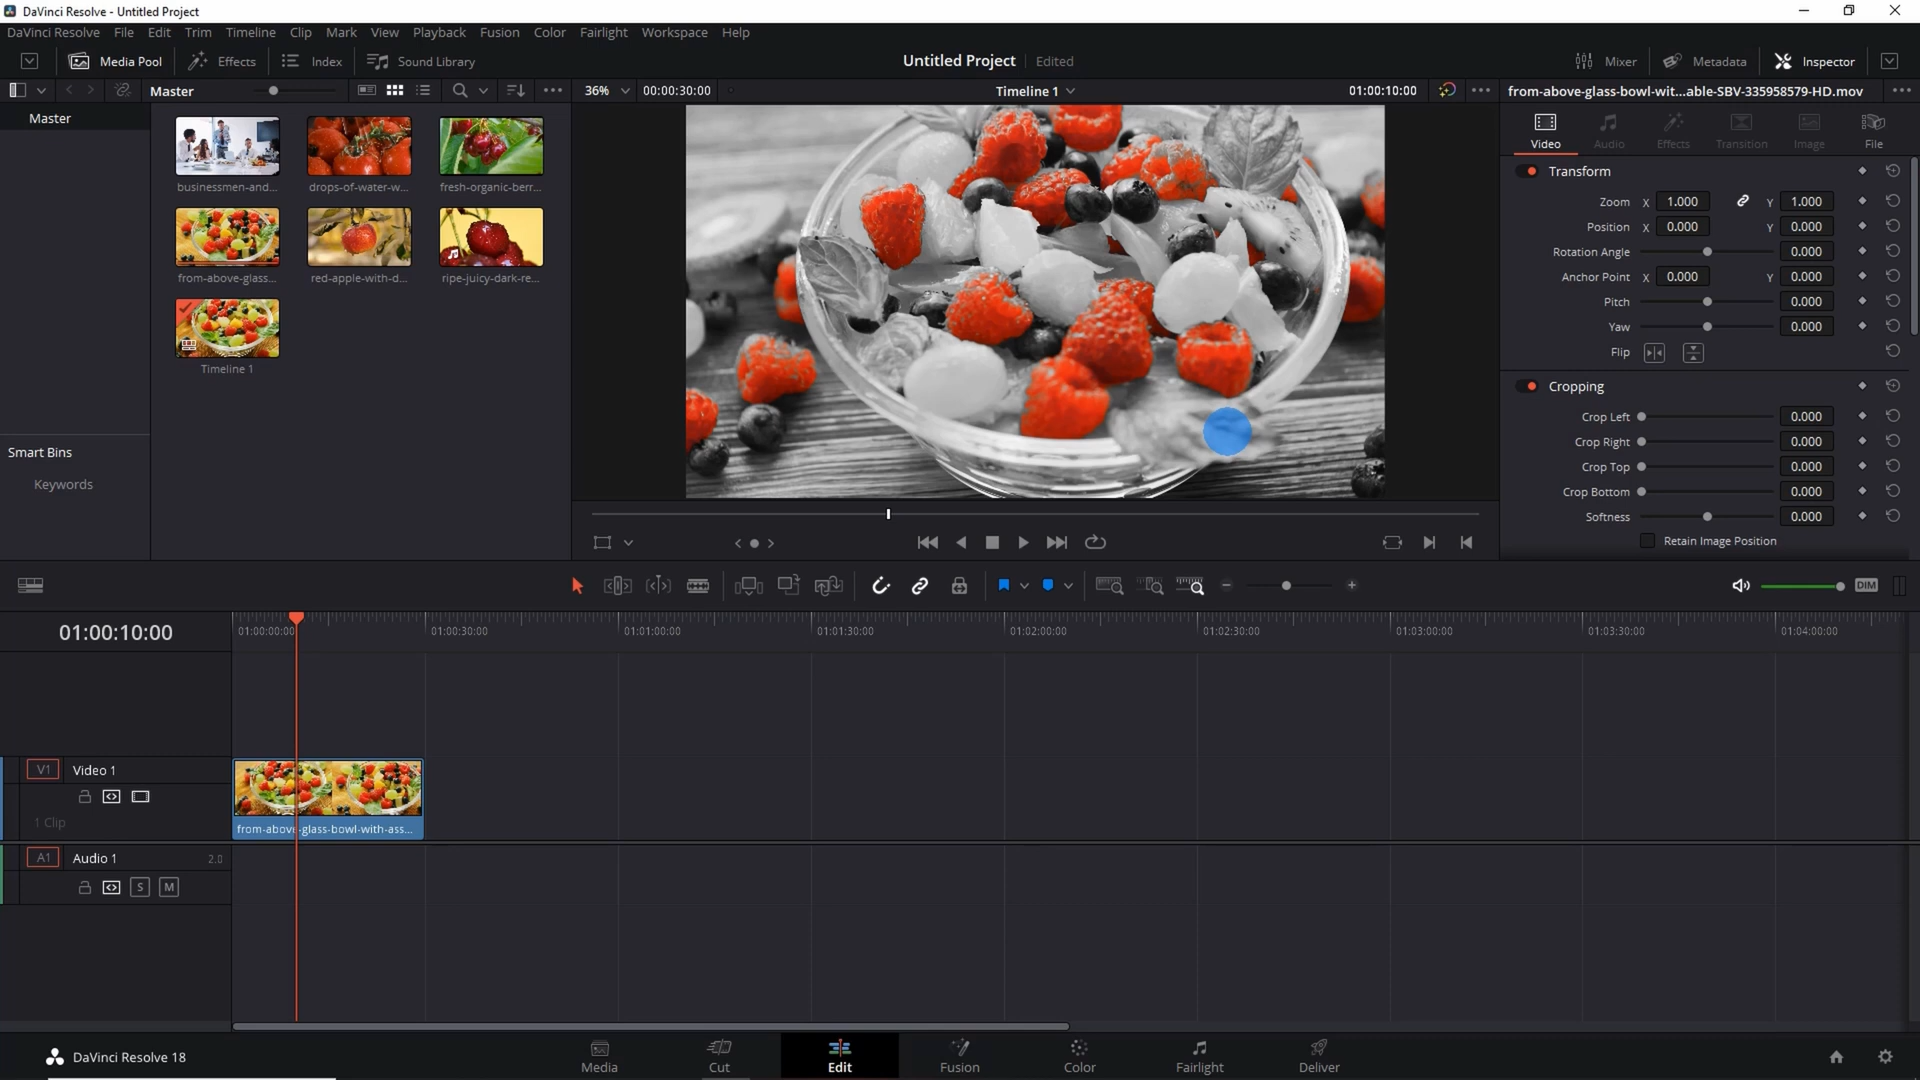 DaVinci Resolve - Untitled Project
DaVinci Resolve File Edit Trim Timeline Clip Mark View Playback Fusion Color Fairlight Workspace Help
Media Pool Effects Index Sound Library Untitled Project Edited Mixer Metadata Inspector
Master 36% 00:00:30:00 Timeline 1 01:00:10:00 from-above-glass-bowl-wit...able-SBV-335958579-HD.mov
Master
Video Audio Effects Transition Image File
businessmen-and... drops-of-water-w... fresh-organic-berr...
from-above-glass... red-apple-with-d... ripe-juicy-dark-re...
Timeline 1
Smart Bins
Keywords
Transform
Zoom X 1.000 Y 1.000
Position X 0.000 Y 0.000
Rotation Angle 0.000
Anchor Point X 0.000 Y 0.000
Pitch 0.000
Yaw 0.000
Flip
Cropping
Crop Left 0.000
Crop Right 0.000
Crop Top 0.000
Crop Bottom 0.000
Softness 0.000
Retain Image Position
DIM
01:00:10:00 01:00:00:00 01:00:30:00 01:01:00:00 01:01:30:00 01:02:00:00 01:02:30:00 01:03:00:00 01:03:30:00 01:04:00:00
V1 Video 1
1 Clip
from-above-glass-bowl-with-ass...
A1 Audio 1 2.0
S M
DaVinci Resolve 18 Media Cut Edit Fusion Color Fairlight Deliver